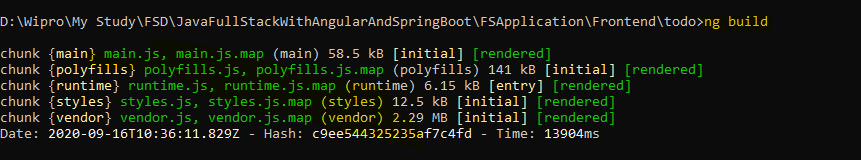 D:\Wipro\My Study\FSD\JavaFullStackWithAngularAndSpringBoot\FSApplication\Frontend\todo>ng build
chunk {main} main.js, main.js.map (main) 58.5 kB [initial] [rendered]
chunk {polyfills} polyfills.js, polyfills.js.map (polyfills) 141 kB [initial] [rendered]
chunk {runtime} runtime.js, runtime.js.map (runtime) 6.15 kB [entry] [rendered]
chunk {styles} styles.js, styles.js.map (styles) 12.5 kB [initial] [rendered]
chunk {vendor} vendor.js, vendor.js.map (vendor) 2.29 MB [initial] [rendered]
Date: 2020-09-16T10:36:11.829Z - Hash: c9ee544325235af7c4fd - Time: 13904ms